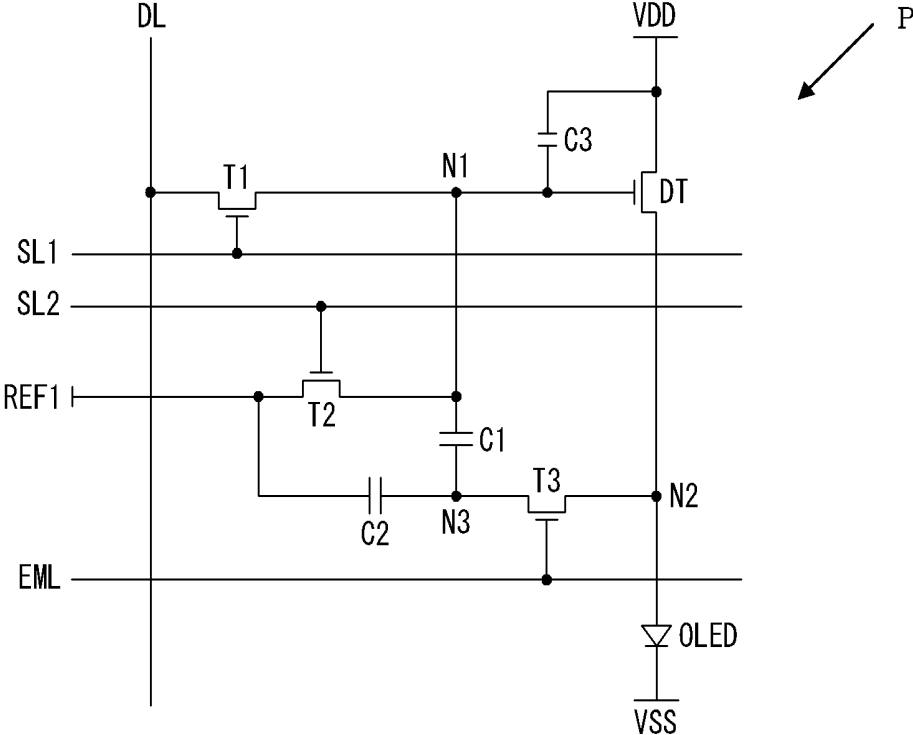 DL
VDD
P
C3
T1
N1
DT
SL1
SL2
REF1
T2
C1
T3
N2
C2
N3
EML
OLED
VSS